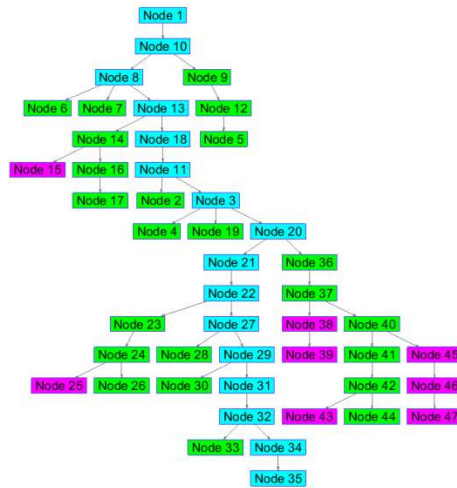 Node 1
Node 10
Node 8 Node 9
Node 6 Node 7 Node 13 Node 12
Node 14 Node 18 Node 5
Node 15 Node 16 Node 11
Node 17 Node 2 Node 3
Node 4 Node 19 Node 20
Node 21 Node 36
Node 22 Node 37
Node 23 Node 27 Node 38 Node 40
Node 24 Node 28 Node 29 Node 39 Node 41 Node 45
Node 25 Node 26 Node 30 Node 31 Node 42 Node 46
Node 32 Node 43 Node 44 Node 47
Node 33 Node 34
Node 35